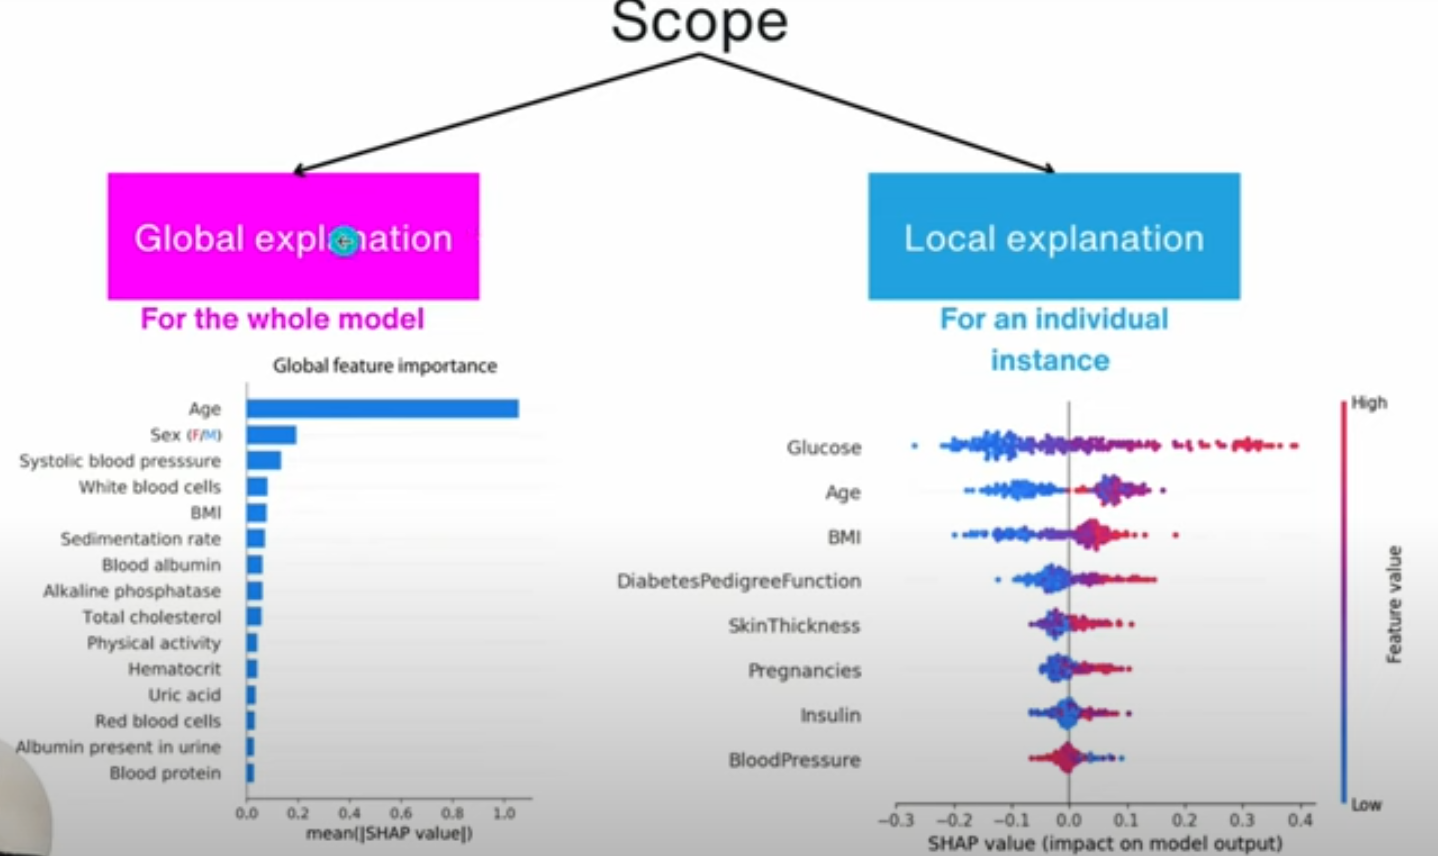 Scope
Global explanation
For the whole model
Global feature importance
Age
Sex (F/M)
Systolic blood presssure
White blood cells
BMI
Sedimentation rate
Blood albumin
Alkaline phosphatase
Total cholesterol
Physical activity
Hematocrit
Uric acid
Red blood cells
Albumin present in urine
Blood protein
0.0 0.2 0.4 0.6 0.8 1.0
mean(|SHAP value|)
Local explanation
For an individual
instance
Glucose
Age
BMI
DiabetesPedigreeFunction
SkinThickness
Pregnancies
Insulin
BloodPressure
−0.3 −0.2 −0.1 0.0 0.1 0.2 0.3 0.4
SHAP value (impact on model output)
High
Feature value
Low